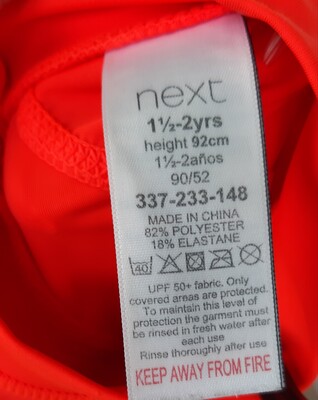 next
1½-2yrs
height 92cm
1½-2años
90/52
337-233-148
MADE IN CHINA
82% POLYESTER
18% ELASTANE
40
UPF 50+ fabric. Only
covered areas are protected.
To maintain this level of
protection the garment must
be rinsed in fresh water after
each use
Rinse thoroughly after use
KEEP AWAY FROM FIRE